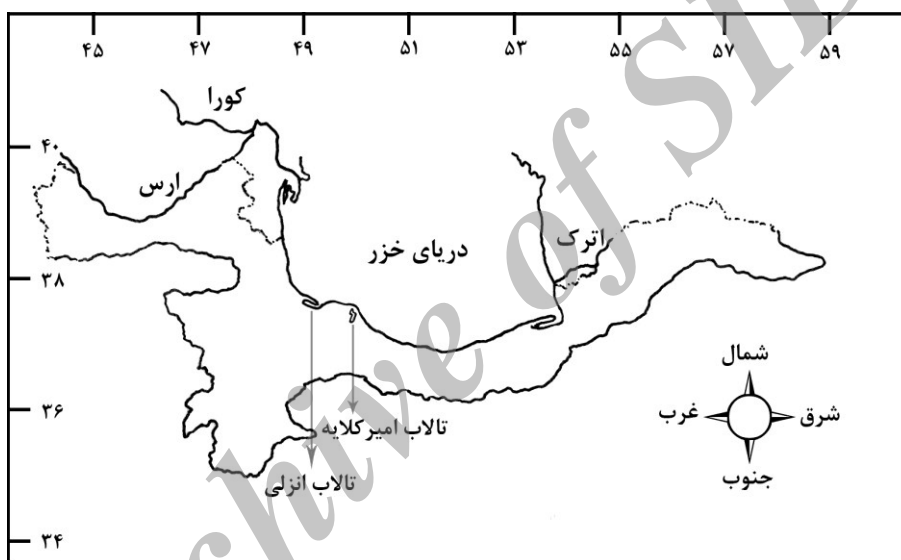 ۴۵ ۴۷ ۴۹ ۵۱ ۵۳ ۵۵ ۵۷ ۵۹
کورا
۴۰
ارس
اترک
دریای خزر
۳۸
شمال
۳۶
غرب
شرق
تالاب امیرکلایه
جنوب
تالاب انزلی
۳۴